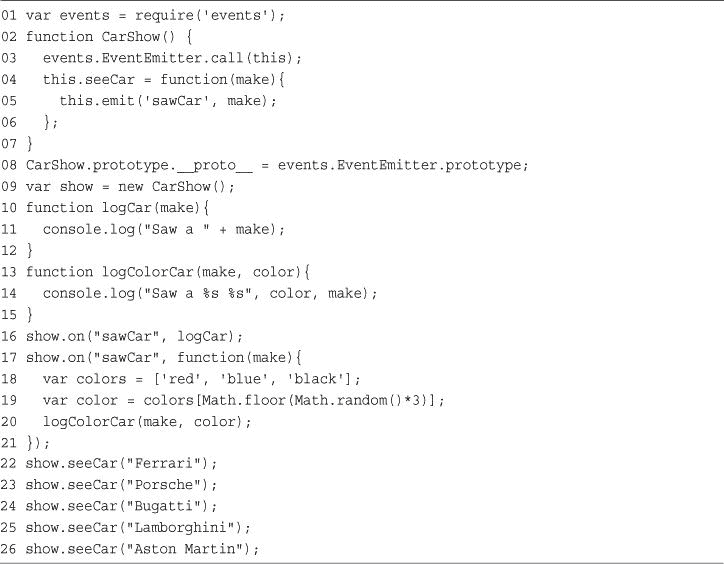 01 var events = require('events');
02 function CarShow() {
03   events.EventEmitter.call(this);
04   this.seeCar = function(make){
05     this.emit('sawCar', make);
06   };
07 }
08 CarShow.prototype.__proto__ = events.EventEmitter.prototype;
09 var show = new CarShow();
10 function logCar(make){
11   console.log("Saw a " + make);
12 }
13 function logColorCar(make, color){
14   console.log("Saw a %s %s", color, make);
15 }
16 show.on("sawCar", logCar);
17 show.on("sawCar", function(make){
18   var colors = ['red', 'blue', 'black'];
19   var color = colors[Math.floor(Math.random()*3)];
20   logColorCar(make, color);
21 });
22 show.seeCar("Ferrari");
23 show.seeCar("Porsche");
24 show.seeCar("Bugatti");
25 show.seeCar("Lamborghini");
26 show.seeCar("Aston Martin");